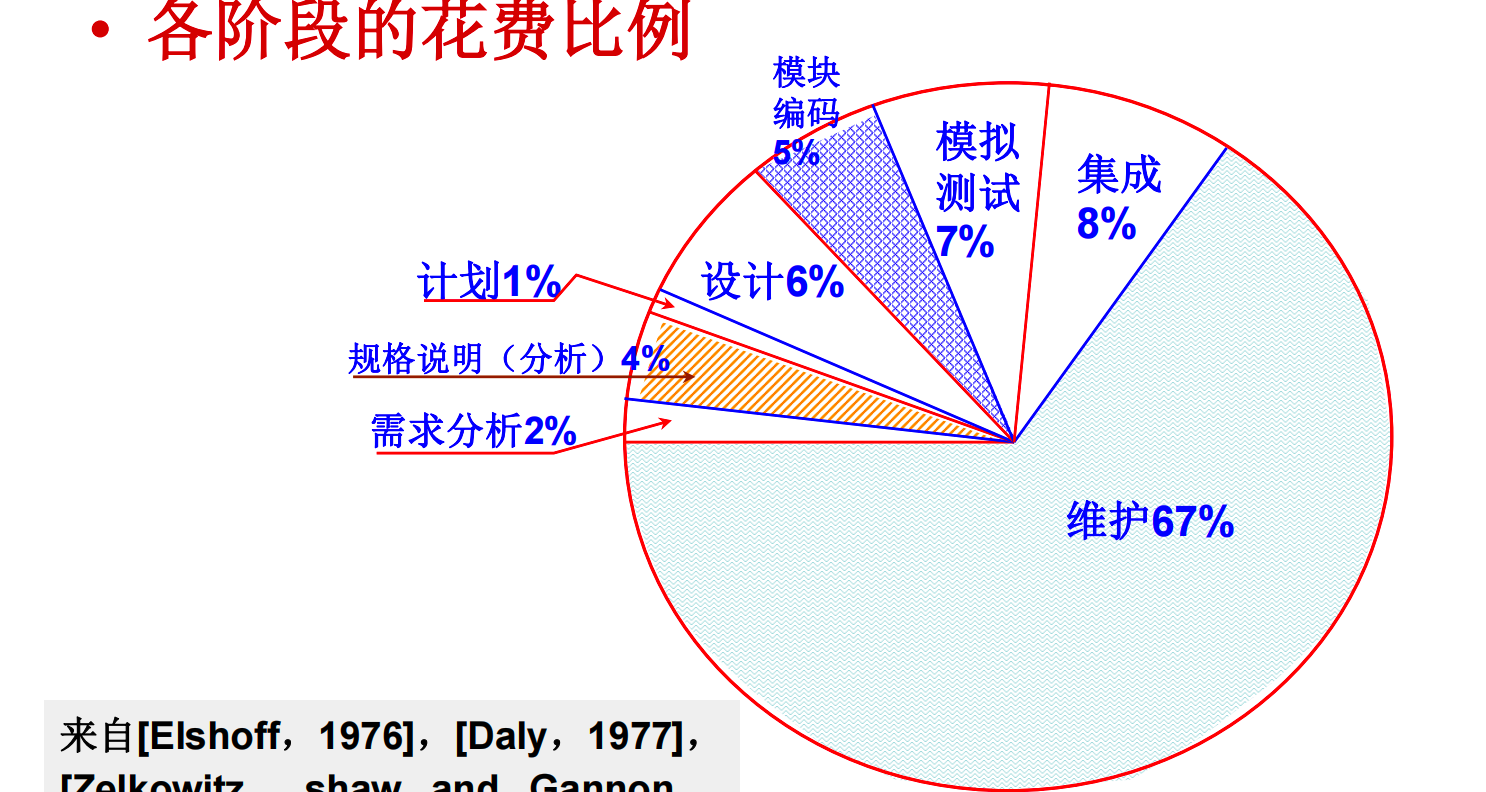 • 各阶段的花费比例
模块
编码
5%
模拟
测试
7%
集成
8%
设计6%
计划1%
规格说明（分析）4%
需求分析2%
维护67%
来自[Elshoff，1976]，[Daly，1977]，
[Zelkowitz, shaw and Gannon,